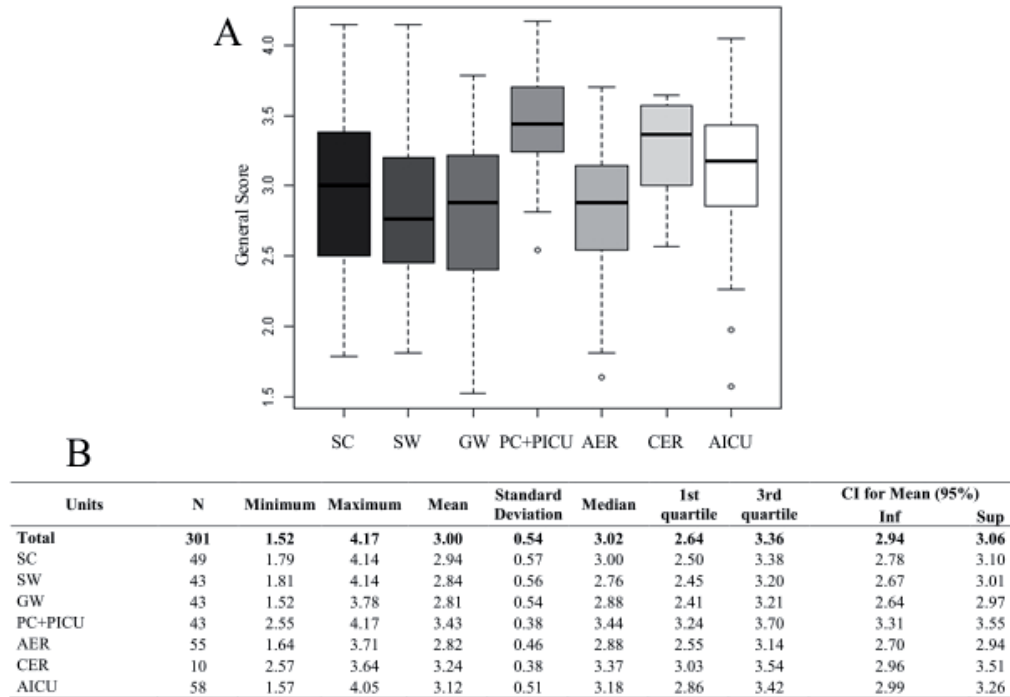 A
General Score
4.0
3.5
3.0
2.5
2.0
1.5
SC SW GW PC+PICU AER CER AICU
B
Units N Minimum Maximum Mean Standard Deviation Median 1st quartile 3rd quartile CI for Mean (95%)
Inf Sup
Total 301 1.52 4.17 3.00 0.54 3.02 2.64 3.36 2.94 3.06
SC 49 1.79 4.14 2.94 0.57 3.00 2.50 3.38 2.78 3.10
SW 43 1.81 4.14 2.84 0.56 2.76 2.45 3.20 2.67 3.01
GW 43 1.52 3.78 2.81 0.54 2.88 2.41 3.21 2.64 2.97
PC+PICU 43 2.55 4.17 3.43 0.38 3.44 3.24 3.70 3.31 3.55
AER 55 1.64 3.71 2.82 0.46 2.88 2.55 3.14 2.70 2.94
CER 10 2.57 3.64 3.24 0.38 3.37 3.03 3.54 2.96 3.51
AICU 58 1.57 4.05 3.12 0.51 3.18 2.86 3.42 2.99 3.26